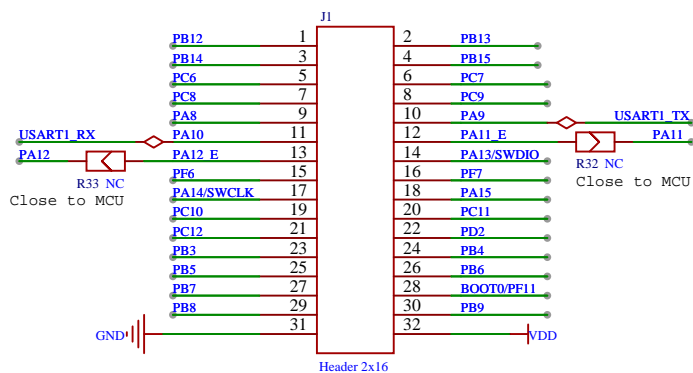 J1
PB12 1 2 PB13
PB14 3 4 PB15
PC6 5 6 PC7
PC8 7 8 PC9
PA8 9 10 PA9 USART1_TX
USART1_RX PA10 11 12 PA11_E PA11
PA12 PA12_E 13 14 PA13/SWDIO
R33 NC PF6 15 16 PF7 R32 NC
Close to MCU PA14/SWCLK 17 18 PA15 Close to MCU
PC10 19 20 PC11
PC12 21 22 PD2
PB3 23 24 PB4
PB5 25 26 PB6
PB7 27 28 BOOT0/PF11
PB8 29 30 PB9
GND 31 32 VDD
Header 2x16